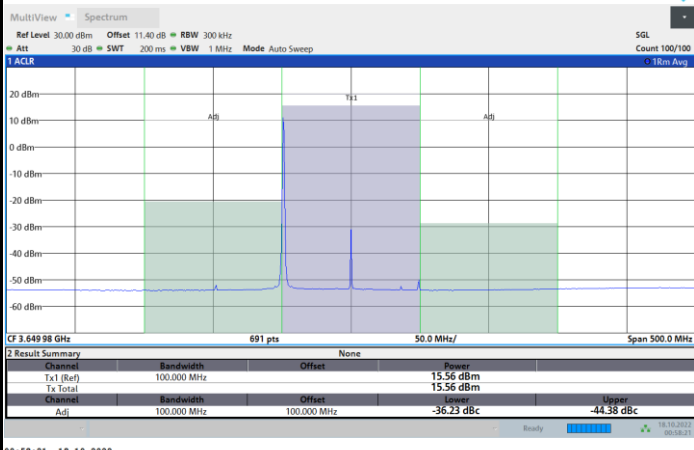 MultiView Spectrum
Ref Level 30.00 dBm Offset 11.40 dB RBW 300 kHz SGL
Att 30 dB SWT 200 ms VBW 1 MHz Mode Auto Sweep Count 100/100
1 ACLR 1Rm Avg
20 dBm
Tx1
10 dBm Adj Adj
0 dBm
-10 dBm
-20 dBm
-30 dBm
-40 dBm
-50 dBm
-60 dBm
CF 3.649 98 GHz 691 pts 50.0 MHz/ Span 500.0 MHz
2 Result Summary None
Channel Bandwidth Offset Power
Tx1 (Ref) 100.000 MHz 15.56 dBm
Tx Total 15.56 dBm
Channel Bandwidth Offset Lower Upper
Adj 100.000 MHz 100.000 MHz -36.23 dBc -44.38 dBc
Ready 18.10.2022
00:58:21